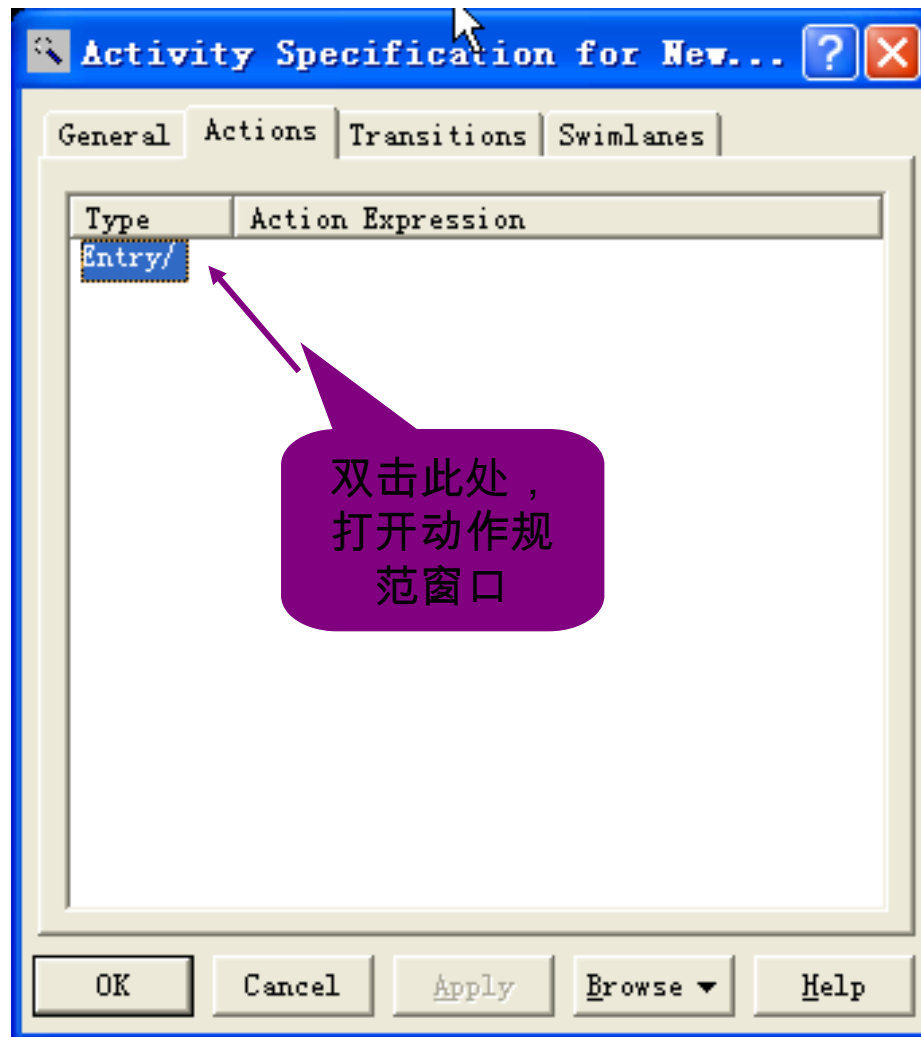 Activity Specification for New...
General Actions Transitions Swimlanes
Type Action Expression
Entry/
双击此处，
打开动作规
范窗口
OK Cancel Apply Browse Help